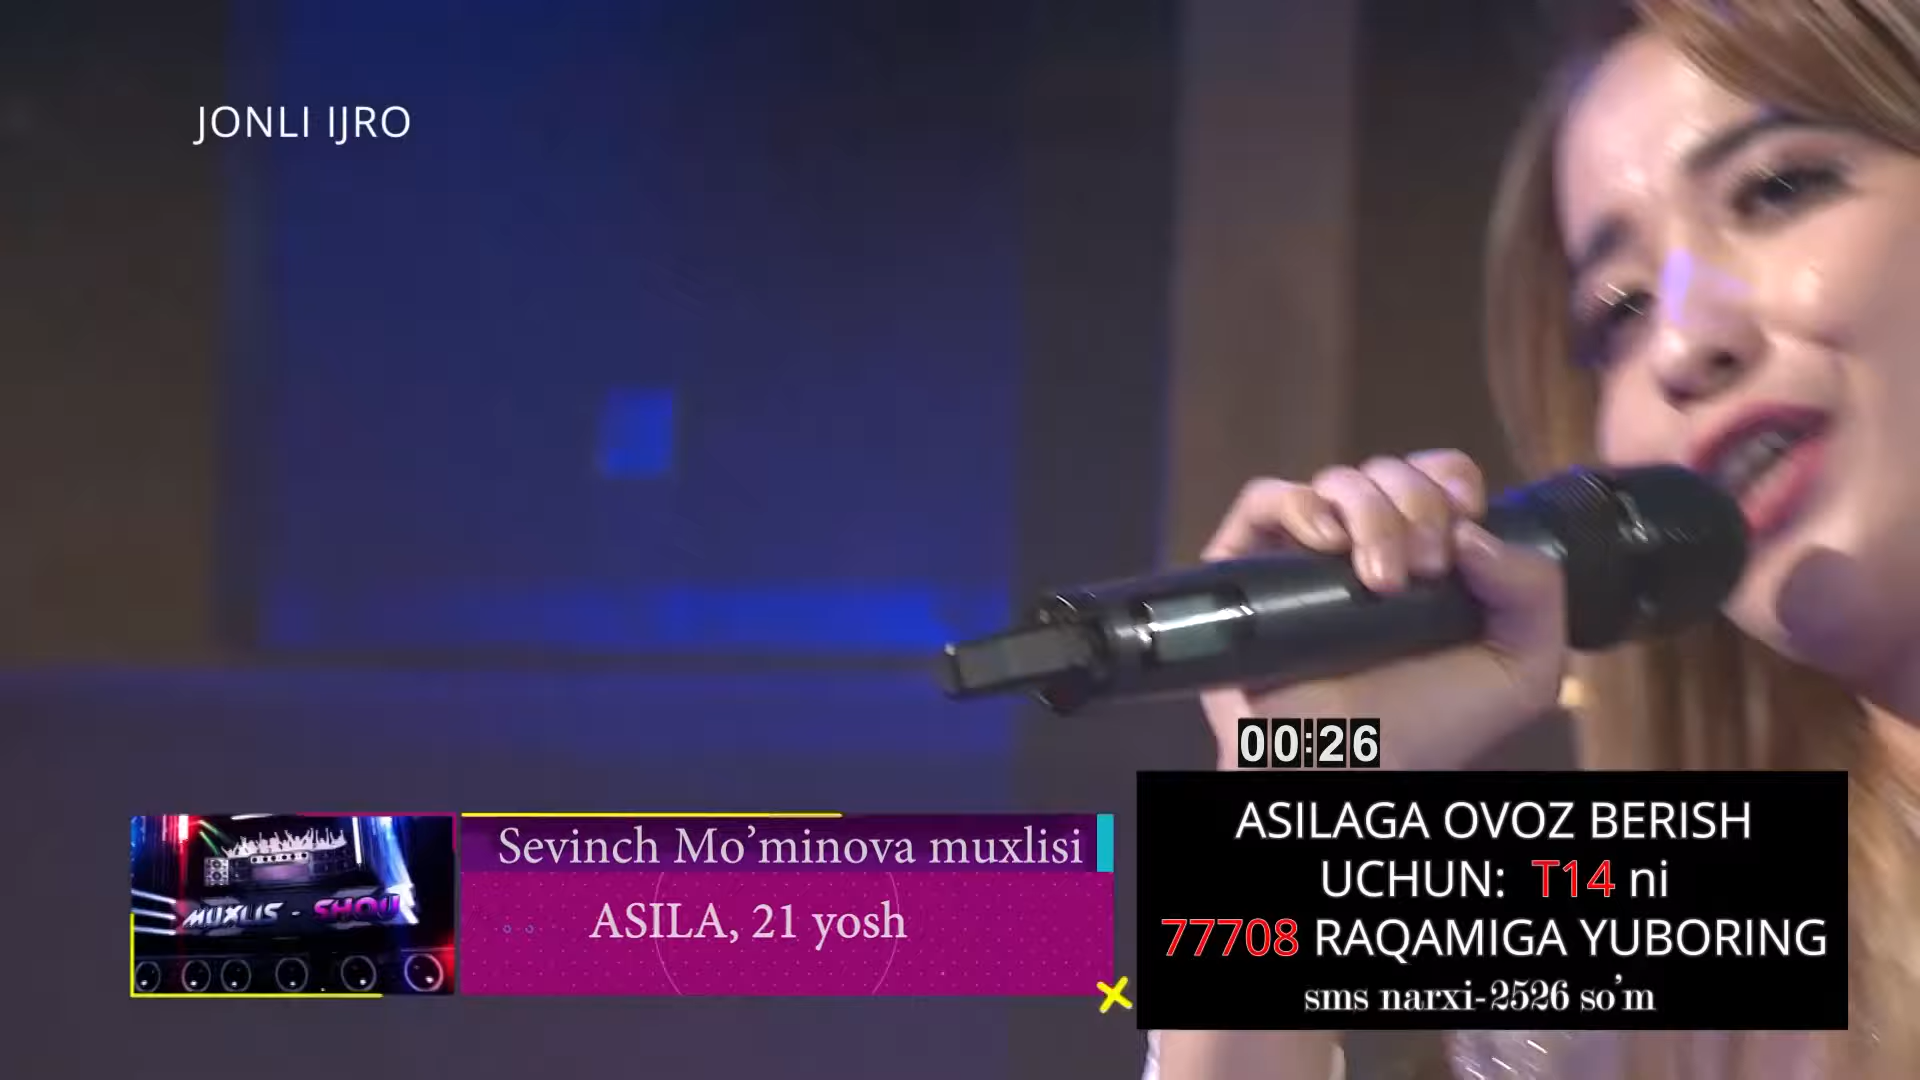 JONLI IJRO
00:26
MUXLIS - SHOU
Sevinch Mo’minova muxlisi
ASILA, 21 yosh
ASILAGA OVOZ BERISH
UCHUN: T14 ni
77708 RAQAMIGA YUBORING
sms narxi-2526 so’m